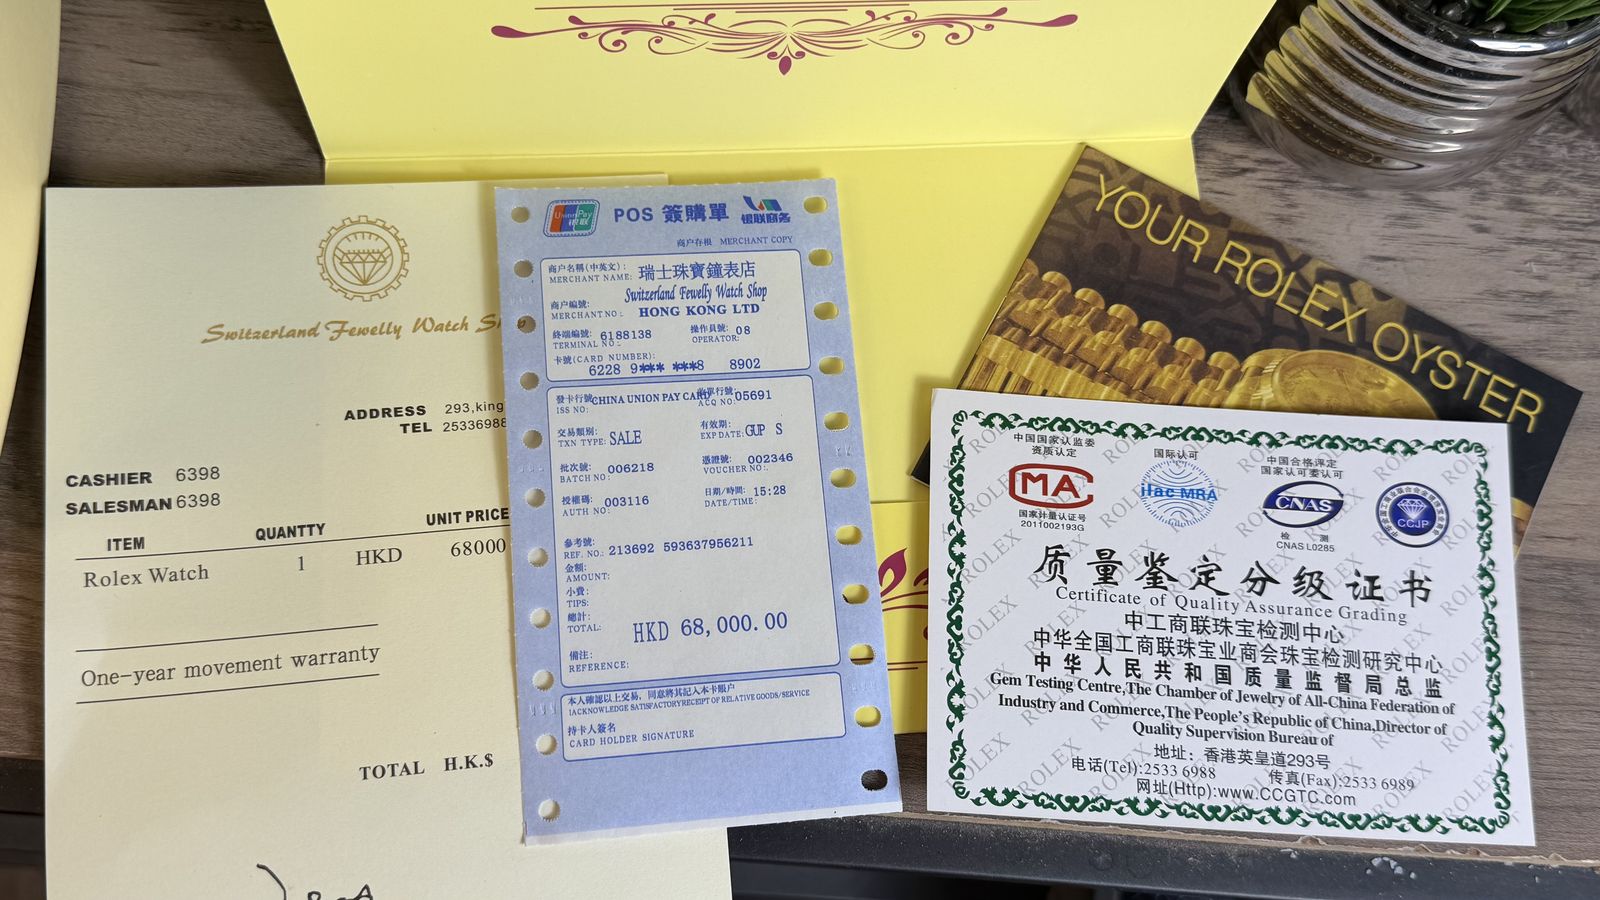 Switzerland Fewelly Watch
ADDRESS 293,king
TEL 25336988
CASHIER 6398
SALESMAN 6398
ITEM QUANTTY UNIT PRICE
Rolex Watch 1 HKD 68000
One-year movement warranty
TOTAL H.K.$
UnionPay
银联
POS 簽購單
银联商务
商户存根 MERCHANT COPY
商户名稱(中英文):
MERCHANT NAME:
瑞士珠寶鐘表店
Switzerland Fewelly Watch Shop
商户編號:
MERCHANT NO:
HONG KONG LTD
終端編號: 6188138
TERMINAL NO.:
操作員號: 08
OPERATOR:
卡號(CARD NUMBER):
6228 9*** ***8 8902
發卡行號
ISS NO:
CHINA UNION PAY CARD
收單行號:
ACQ NO: 05691
交易類别:
TXN TYPE: SALE
有效期:
EXP DATE: GUP S
批次號:
BATCH NO: 006218
憑證號: 002346
VOUCHER NO:
授權碼: 003116
AUTH NO:
日期/時間: 15:28
DATE/TIME:
參考號:
REF. NO.: 213692 593637956211
金額:
AMOUNT:
小費:
TIPS:
總計:
TOTAL: HKD 68,000.00
備注:
REFERENCE:
本人確認以上交易，同意將其記入本卡賬户
IACKNOWLEDGE SATISFACTORYRECEIPT OF RELATIVE GOODS/SERVICE
持卡人簽名
CARD HOLDER SIGNATURE
YOUR ROLEX OYSTER
中国国家认监委
资质认定
MA
国家计量认证号
2011002193G
国际认可
ilac MRA
中国合格评定
国家认可委认可
CNAS
检 测
CNAS L0285
CCJP
质量鉴定分级证书
Certificate of Quality Assurance Grading
中工商联珠宝检测中心
中华全国工商联珠宝业商会珠宝检测研究中心
中华人民共和国质量监督局总监
Gem Testing Centre,The Chamber of Jewelry of All-China Federation of
Industry and Commerce,The People's Republic of China,Director of
Quality Supervision Bureau of
地址: 香港英皇道293号
电话(Tel):2533 6988 传真(Fax):2533 6989
网址(Http):www.CCGTC.com